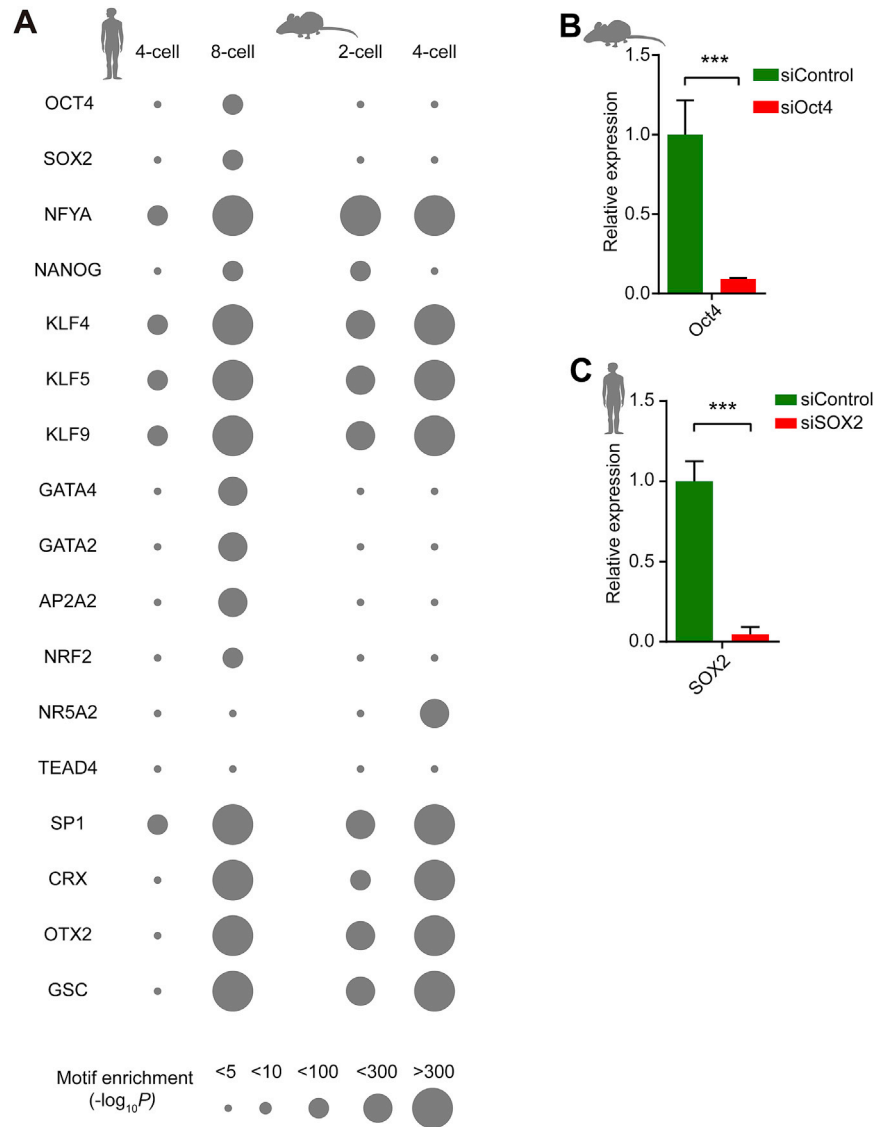 A
4-cell 8-cell 2-cell 4-cell
OCT4
SOX2
NFYA
NANOG
KLF4
KLF5
KLF9
GATA4
GATA2
AP2A2
NRF2
NR5A2
TEAD4
SP1
CRX
OTX2
GSC
Motif enrichment
(-log₁₀P)
<5 <10 <100 <300 >300
B
Relative expression
1.5
1.0
0.5
0.0
***
siControl
siOct4
Oct4
C
Relative expression
1.5
1.0
0.5
0.0
***
siControl
siSOX2
SOX2